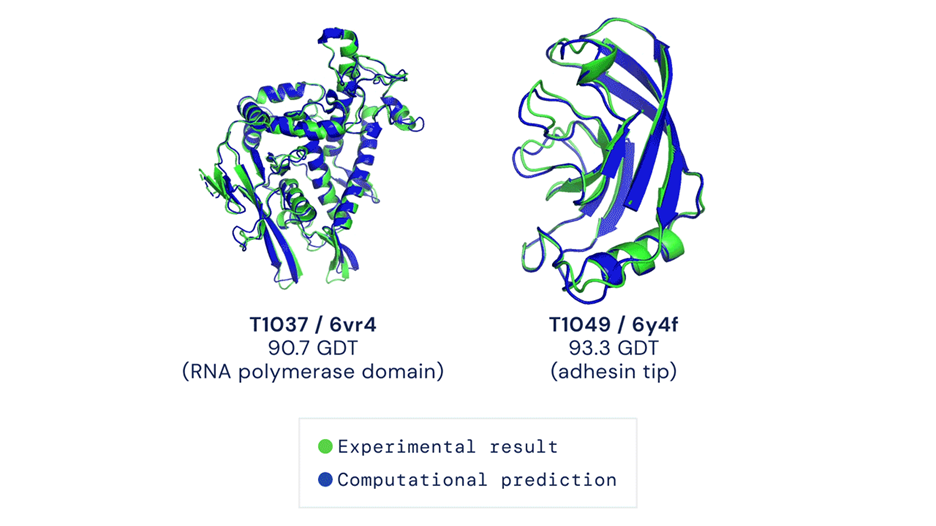 T1037 / 6vr4
90.7 GDT
(RNA polymerase domain)
T1049 / 6y4f
93.3 GDT
(adhesin tip)
Experimental result
Computational prediction